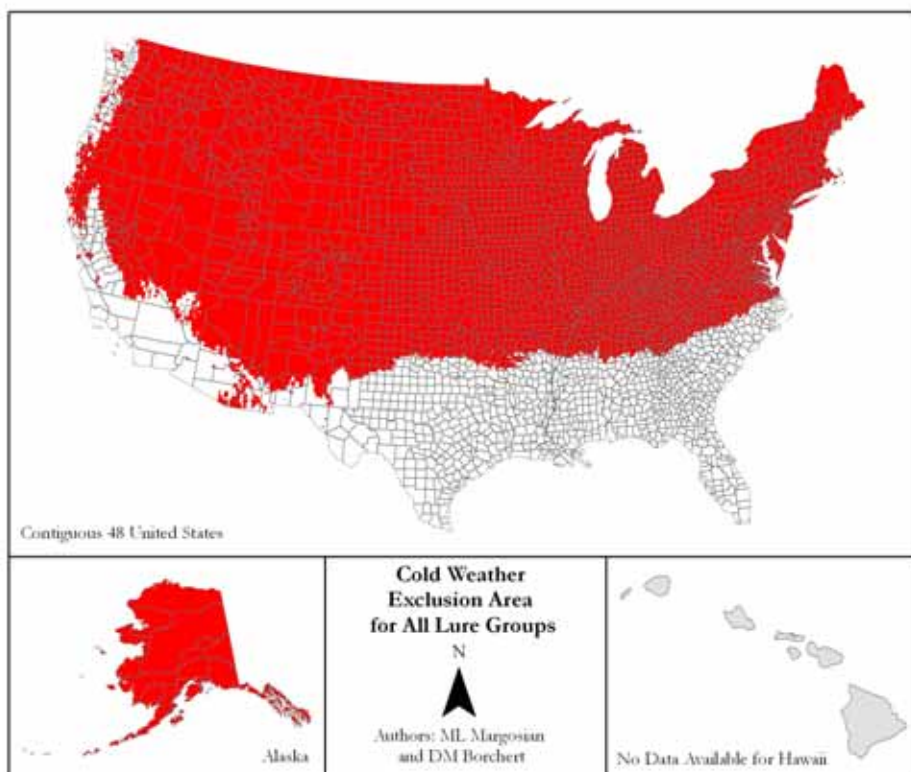 Contiguous 48 United States
Alaska
Cold Weather
Exclusion Area
for All Lure Groups
N
Authors: ML Margosian
and DM Borchert
No Data Available for Hawaii